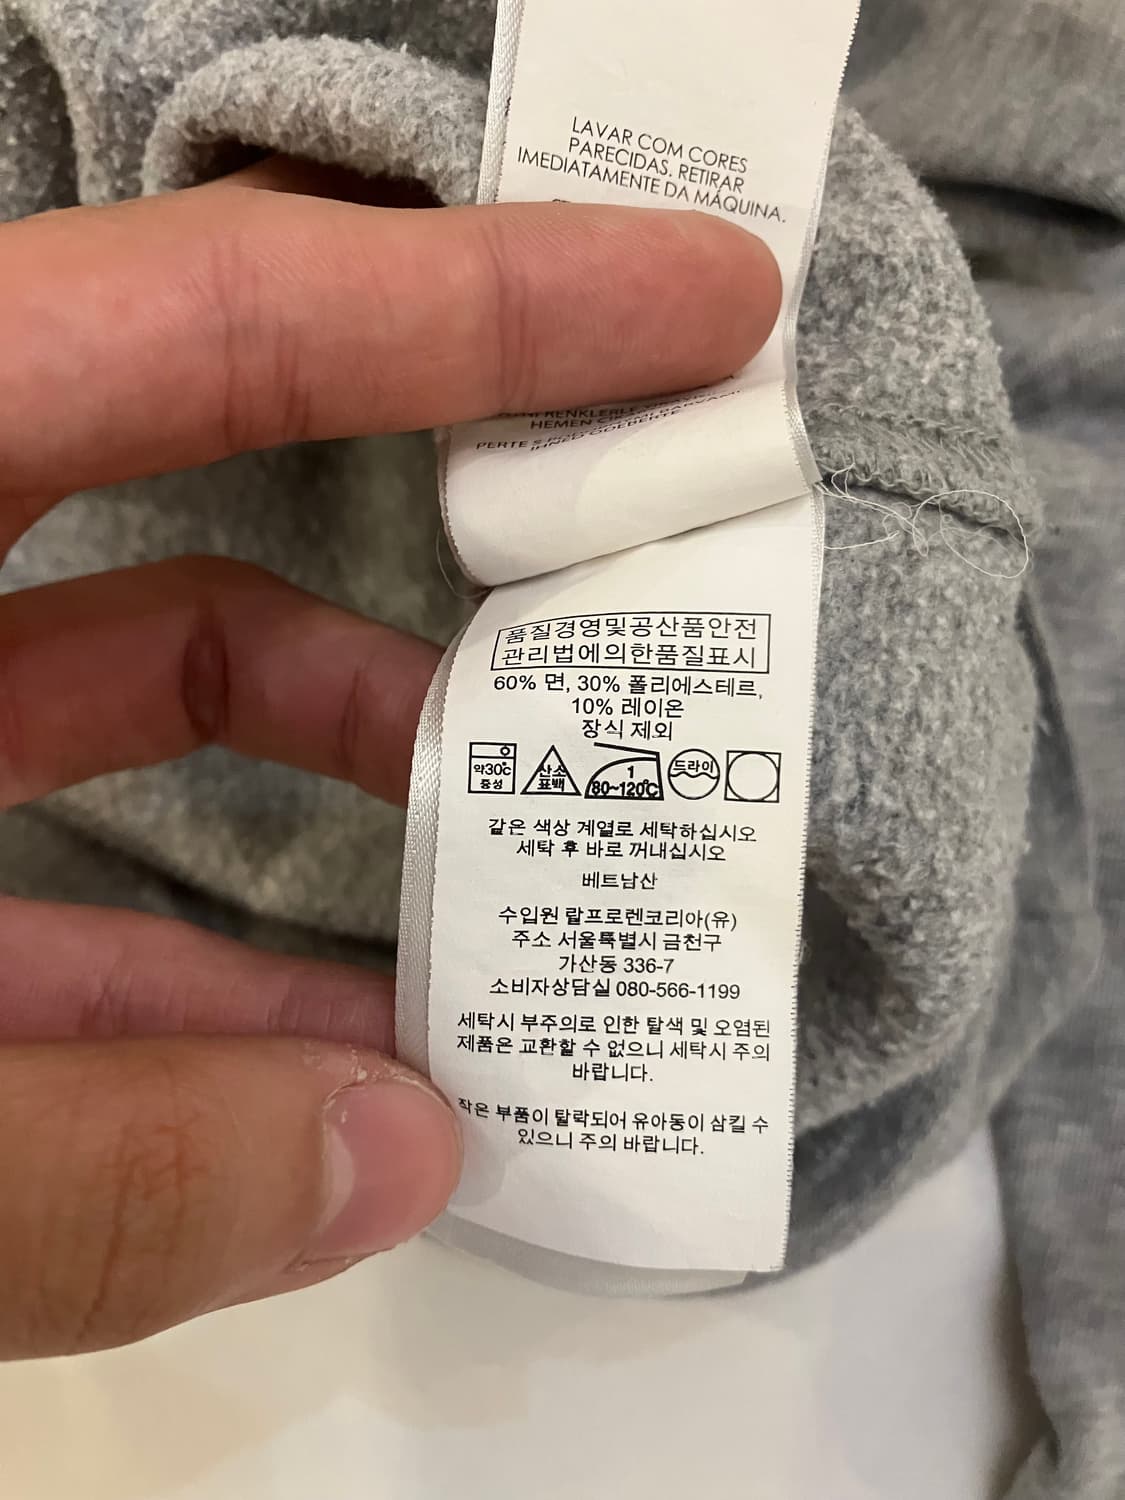 LAVAR COM CORES
PARECIDAS. RETIRAR
IMEDIATAMENTE DA MÁQUINA.
RENKLERLE
HEMEN
PERTE
IHNED ODEBERTE
품질경영및공산품안전
관리법에의한품질표시
60% 면, 30% 폴리에스테르,
10% 레이온
장식 제외
약30℃
중성
산소
표백
1
80~120℃
드라이
같은 색상 계열로 세탁하십시오
세탁 후 바로 꺼내십시오
베트남산
수입원 랄프로렌코리아(유)
주소 서울특별시 금천구
가산동 336-7
소비자상담실 080-566-1199
세탁시 부주의로 인한 탈색 및 오염된
제품은 교환할 수 없으니 세탁시 주의
바랍니다.
작은 부품이 탈락되어 유아동이 삼킬 수
있으니 주의 바랍니다.